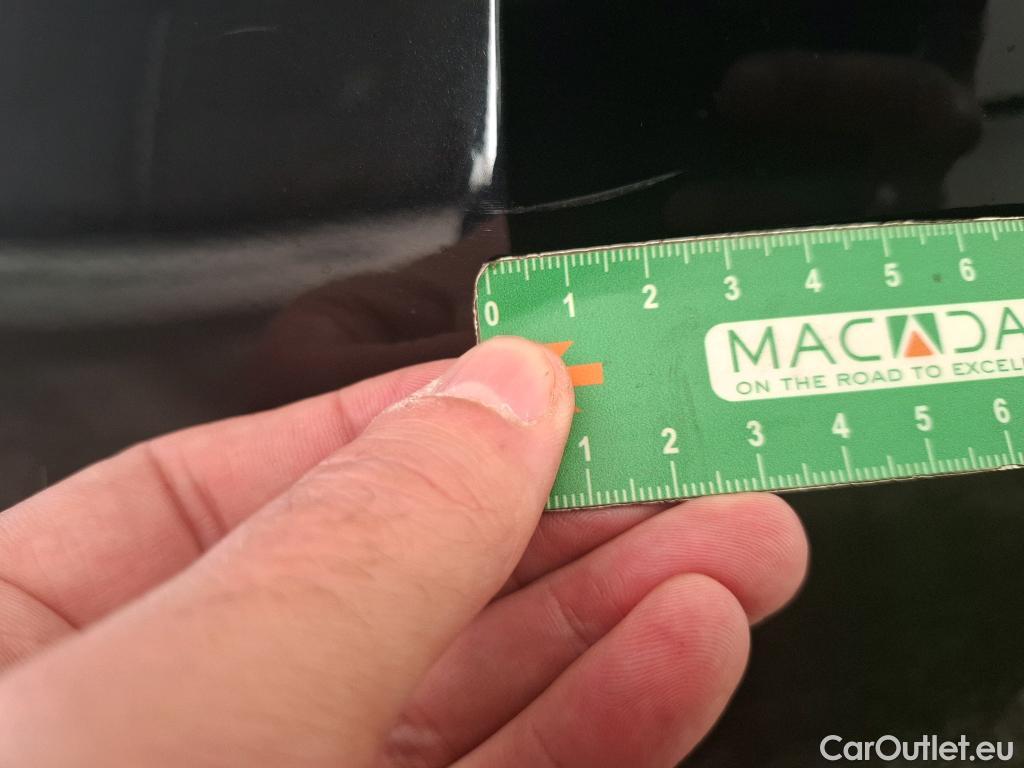 0 1 2 3 4 5 6
MACADA
ON THE ROAD TO EXCELL
1 2 3 4 5 6
CarOutlet.eu